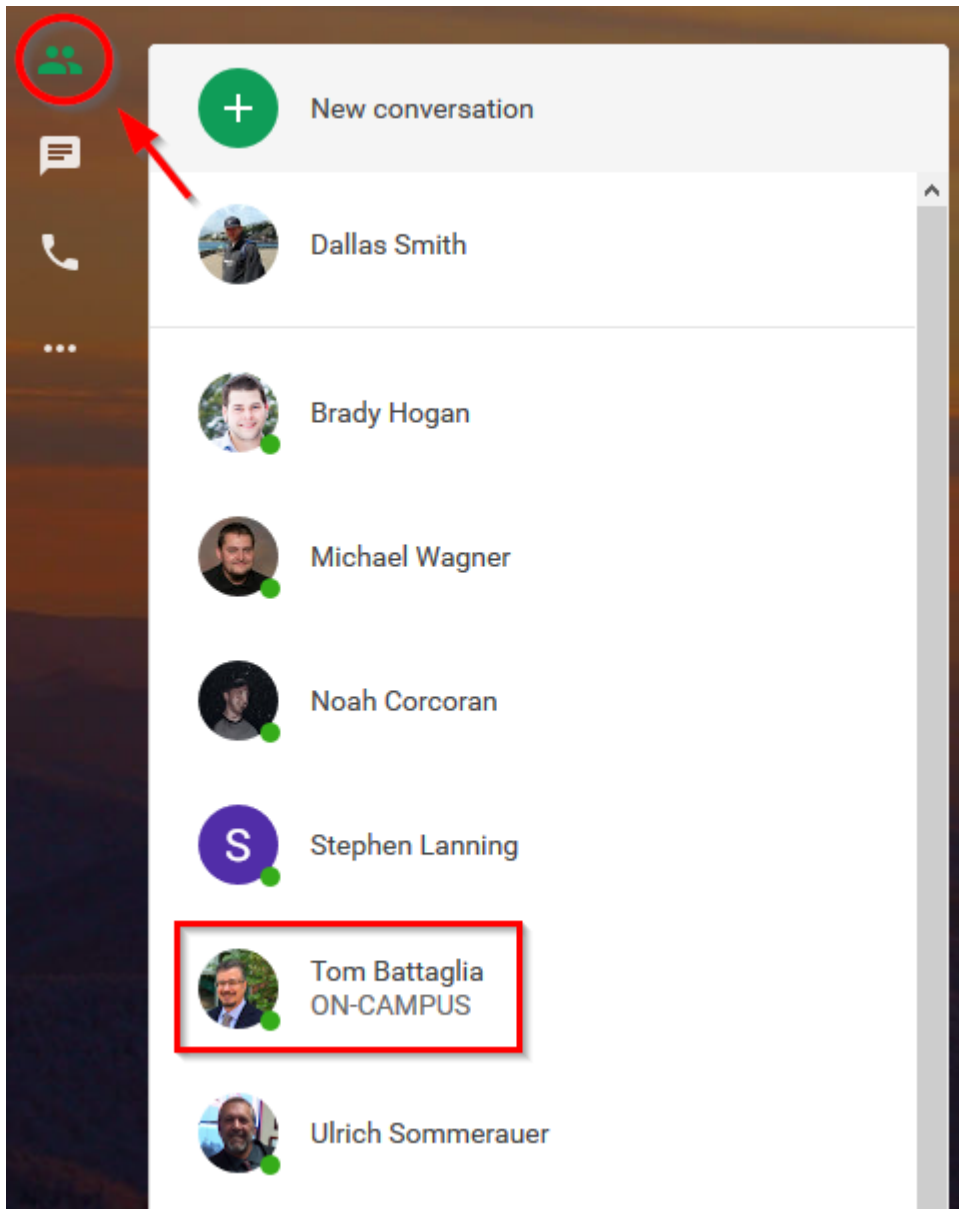 New conversation
Dallas Smith
Brady Hogan
Michael Wagner
Noah Corcoran
S
Stephen Lanning
Tom Battaglia
ON-CAMPUS
Ulrich Sommerauer